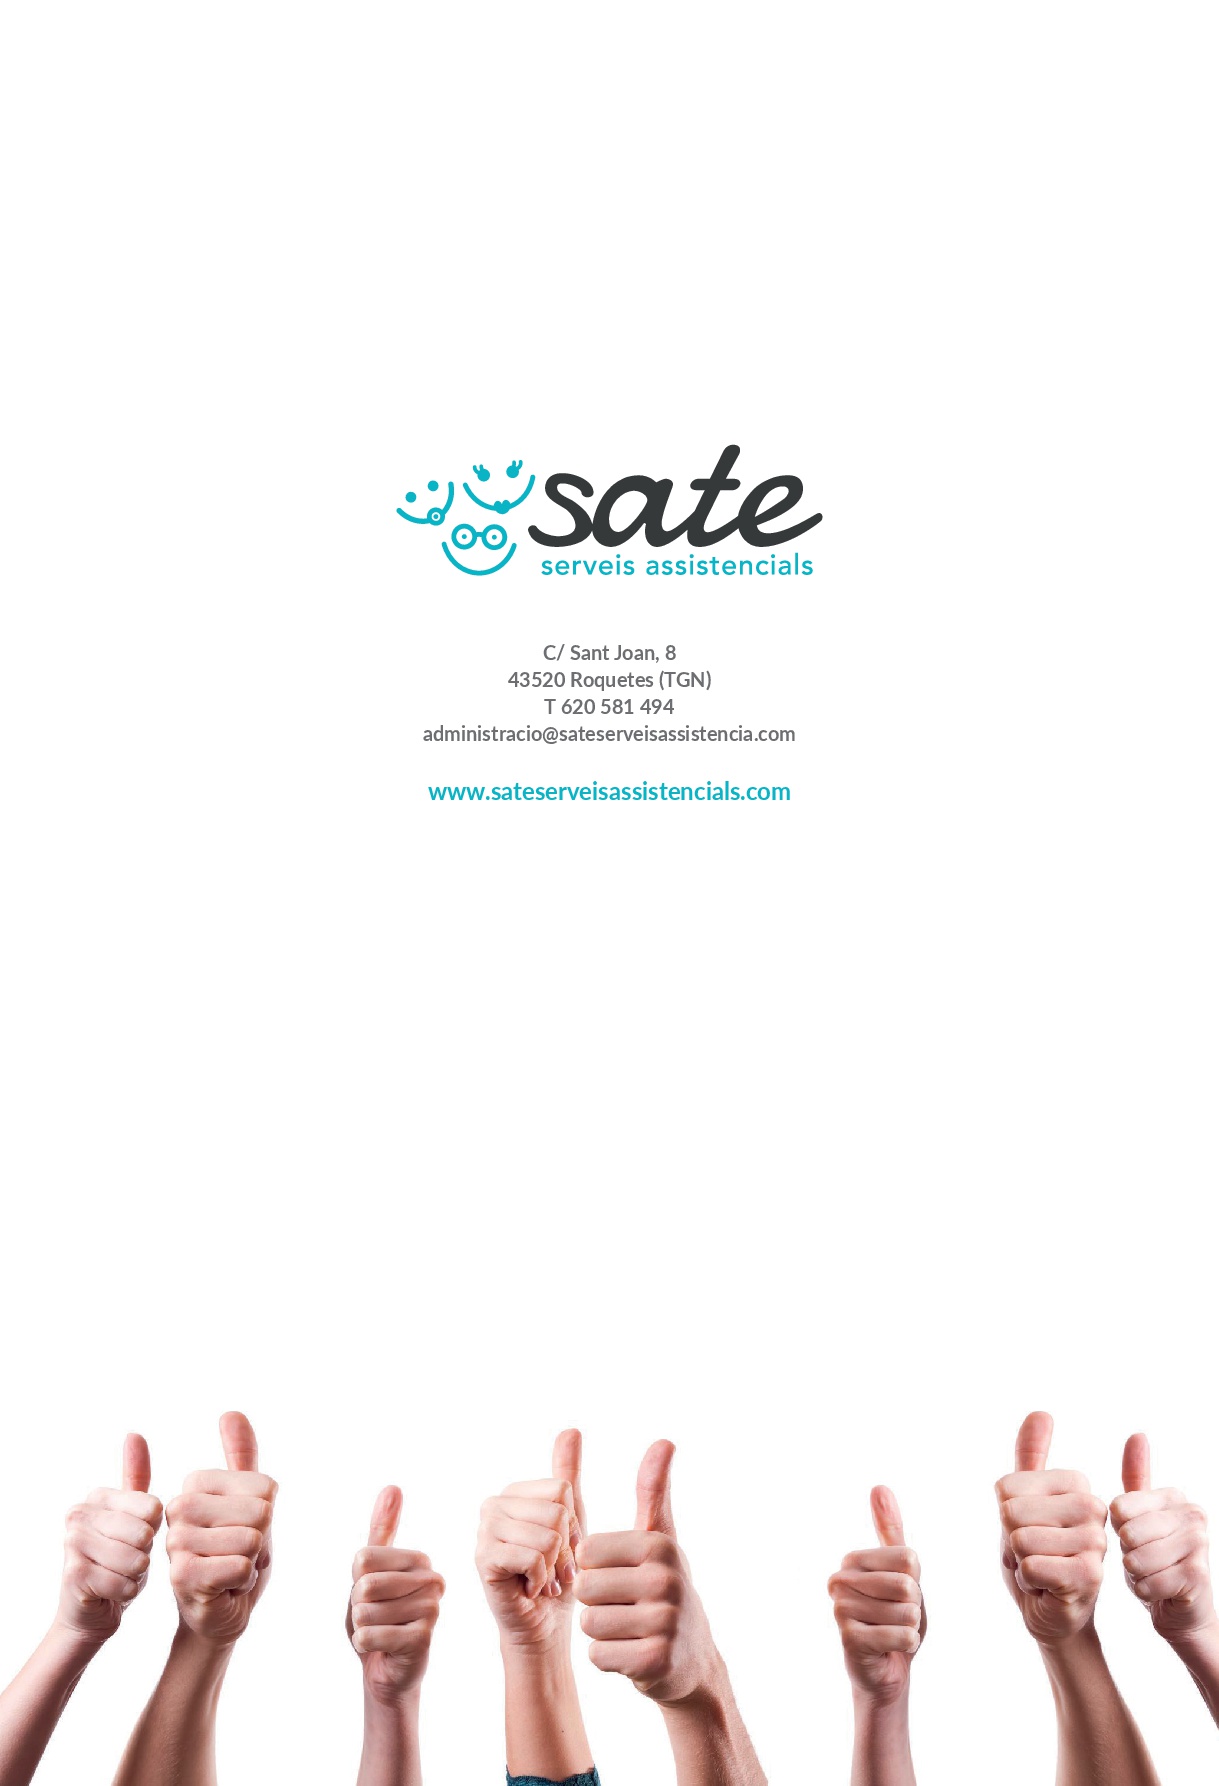 sate
serveis assistencials
C/ Sant Joan, 8
43520 Roquetes (TGN)
T 620 581 494
administracio@sateserveisassistencia.com
www.sateserveisassistencials.com